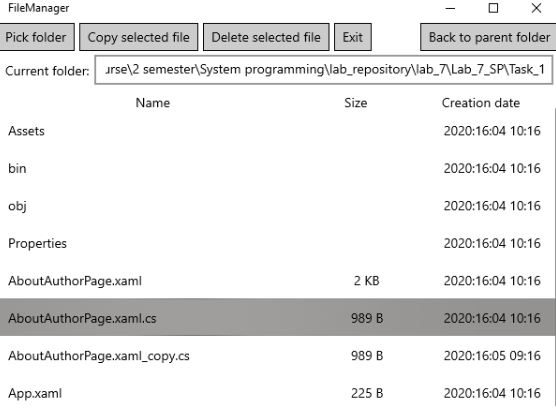 FileManager
Pick folder Copy selected file Delete selected file Exit Back to parent folder
Current folder: urse\2 semester\System programming\lab_repository\lab_7\Lab_7_SP\Task_1
Name Size Creation date
Assets 2020:16:04 10:16
bin 2020:16:04 10:16
obj 2020:16:04 10:16
Properties 2020:16:04 10:16
AboutAuthorPage.xaml 2 KB 2020:16:04 10:16
AboutAuthorPage.xaml.cs 989 B 2020:16:04 10:16
AboutAuthorPage.xaml_copy.cs 989 B 2020:16:05 09:16
App.xaml 225 B 2020:16:04 10:16